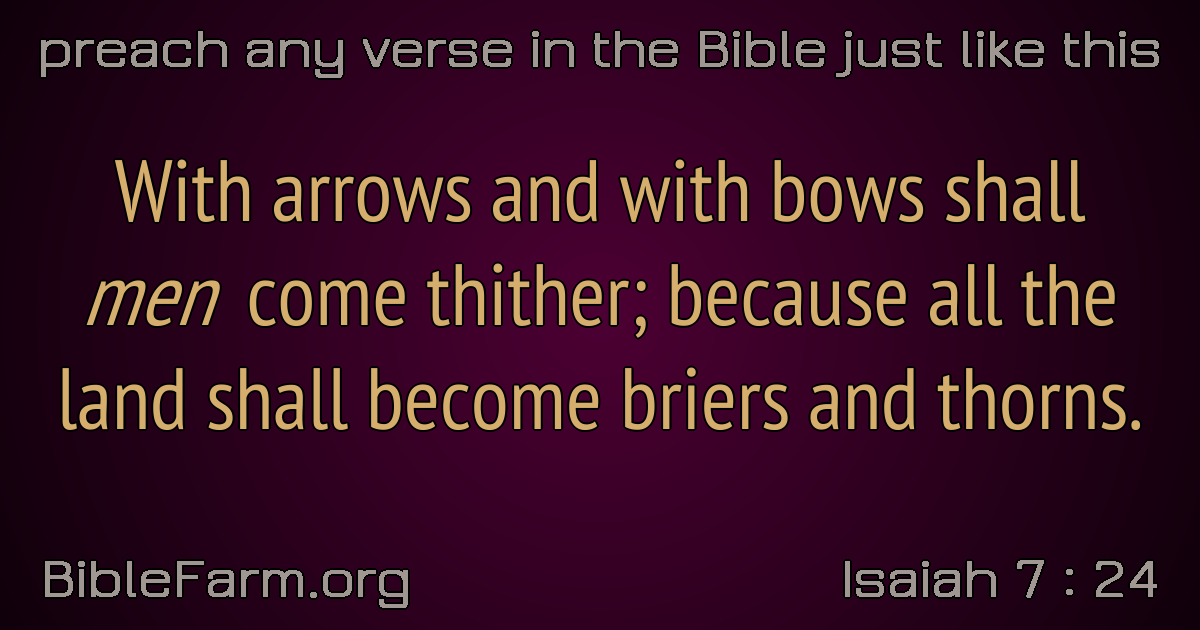 preach any verse in the Bible just like this
With arrows and with bows shall
men come thither; because all the
land shall become briers and thorns.
BibleFarm.org
Isaiah 7 : 24